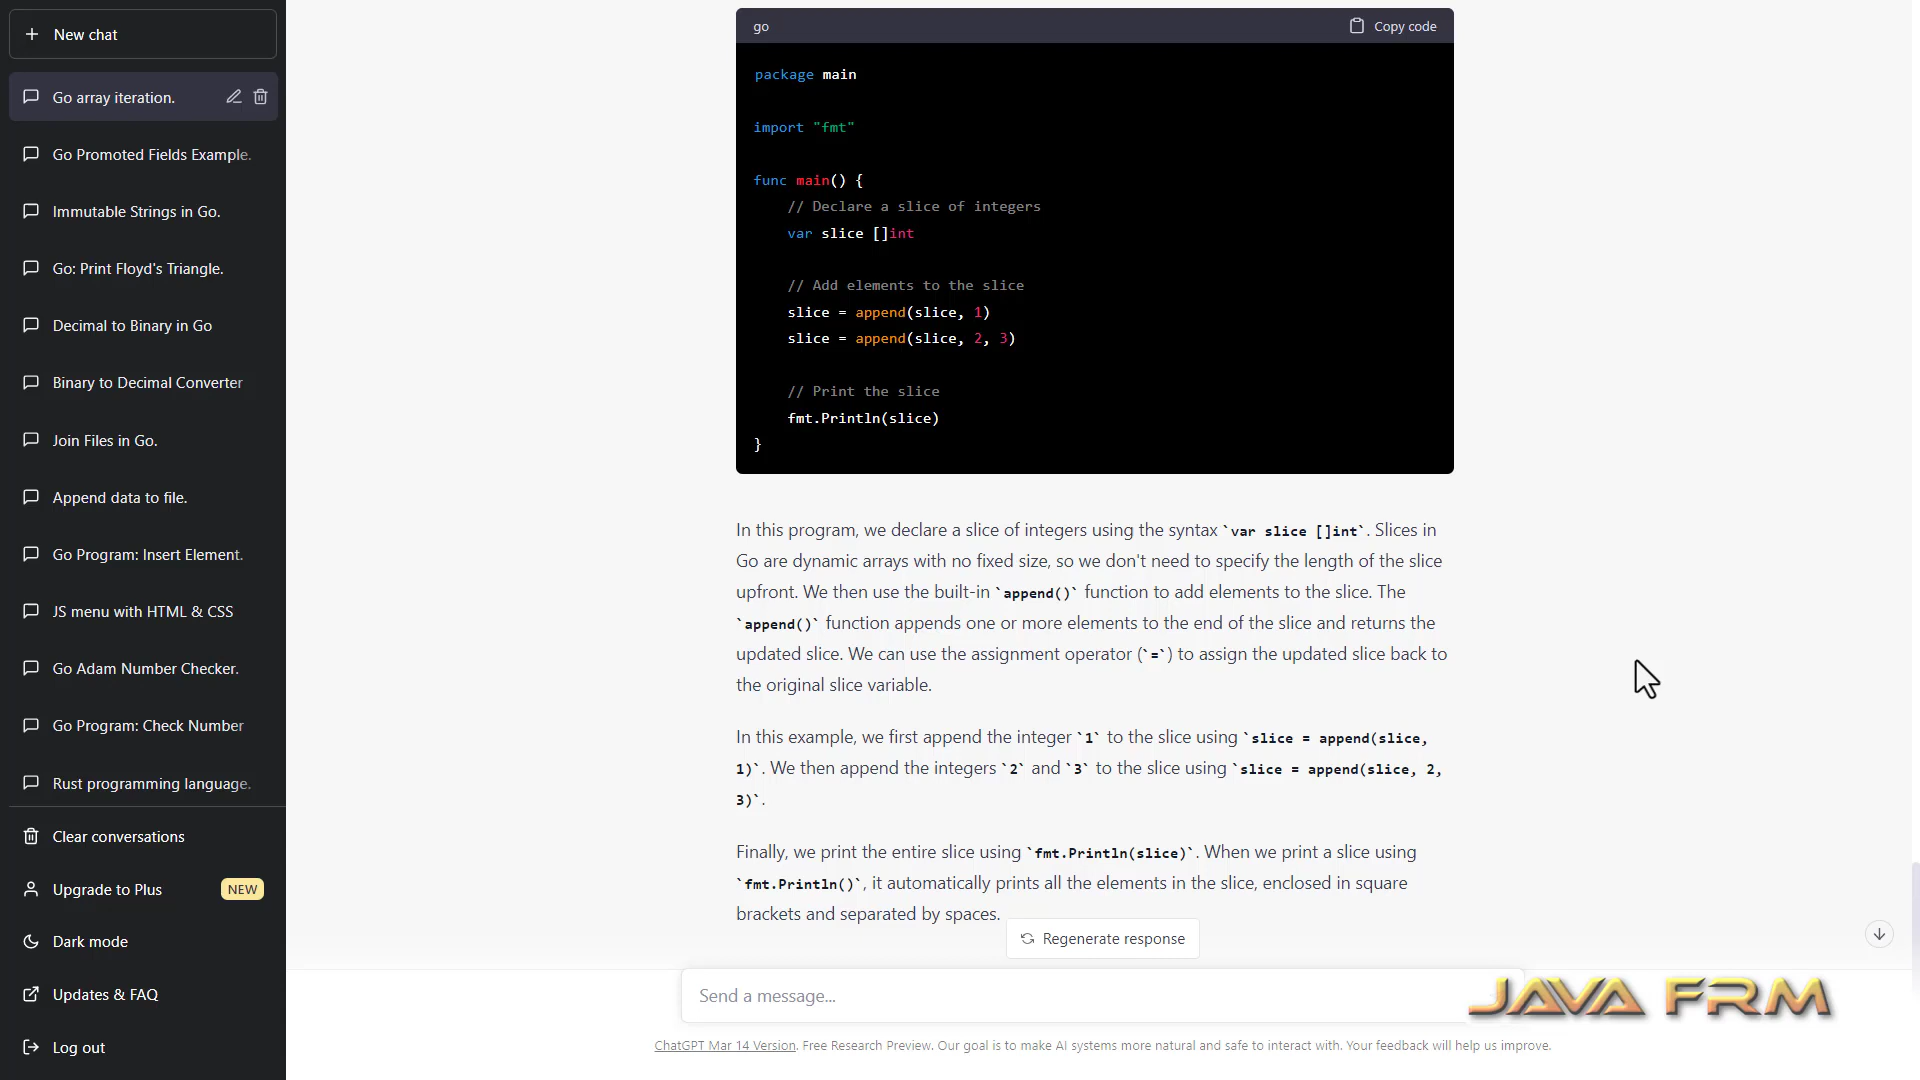 New chat
Go array iteration.
Go Promoted Fields Example.
Immutable Strings in Go.
Go: Print Floyd's Triangle.
Decimal to Binary in Go
Binary to Decimal Converter
Join Files in Go.
Append data to file.
Go Program: Insert Element.
JS menu with HTML & CSS
Go Adam Number Checker.
Go Program: Check Number
Rust programming language.
Clear conversations
Upgrade to Plus NEW
Dark mode
Updates & FAQ
Log out
go Copy code
package main
import "fmt"
func main() {
// Declare a slice of integers
var slice []int
// Add elements to the slice
slice = append(slice, 1)
slice = append(slice, 2, 3)
// Print the slice
fmt.Println(slice)
}
In this program, we declare a slice of integers using the syntax `var slice []int`. Slices in
Go are dynamic arrays with no fixed size, so we don't need to specify the length of the slice
upfront. We then use the built-in `append()` function to add elements to the slice. The
`append()` function appends one or more elements to the end of the slice and returns the
updated slice. We can use the assignment operator (`=`) to assign the updated slice back to
the original slice variable.
In this example, we first append the integer `1` to the slice using `slice = append(slice,
1)`. We then append the integers `2` and `3` to the slice using `slice = append(slice, 2,
3)`.
Finally, we print the entire slice using `fmt.Println(slice)`. When we print a slice using
`fmt.Println()`, it automatically prints all the elements in the slice, enclosed in square
brackets and separated by spaces.
Regenerate response
Send a message...
JAVA FRM
ChatGPT Mar 14 Version. Free Research Preview. Our goal is to make AI systems more natural and safe to interact with. Your feedback will help us improve.